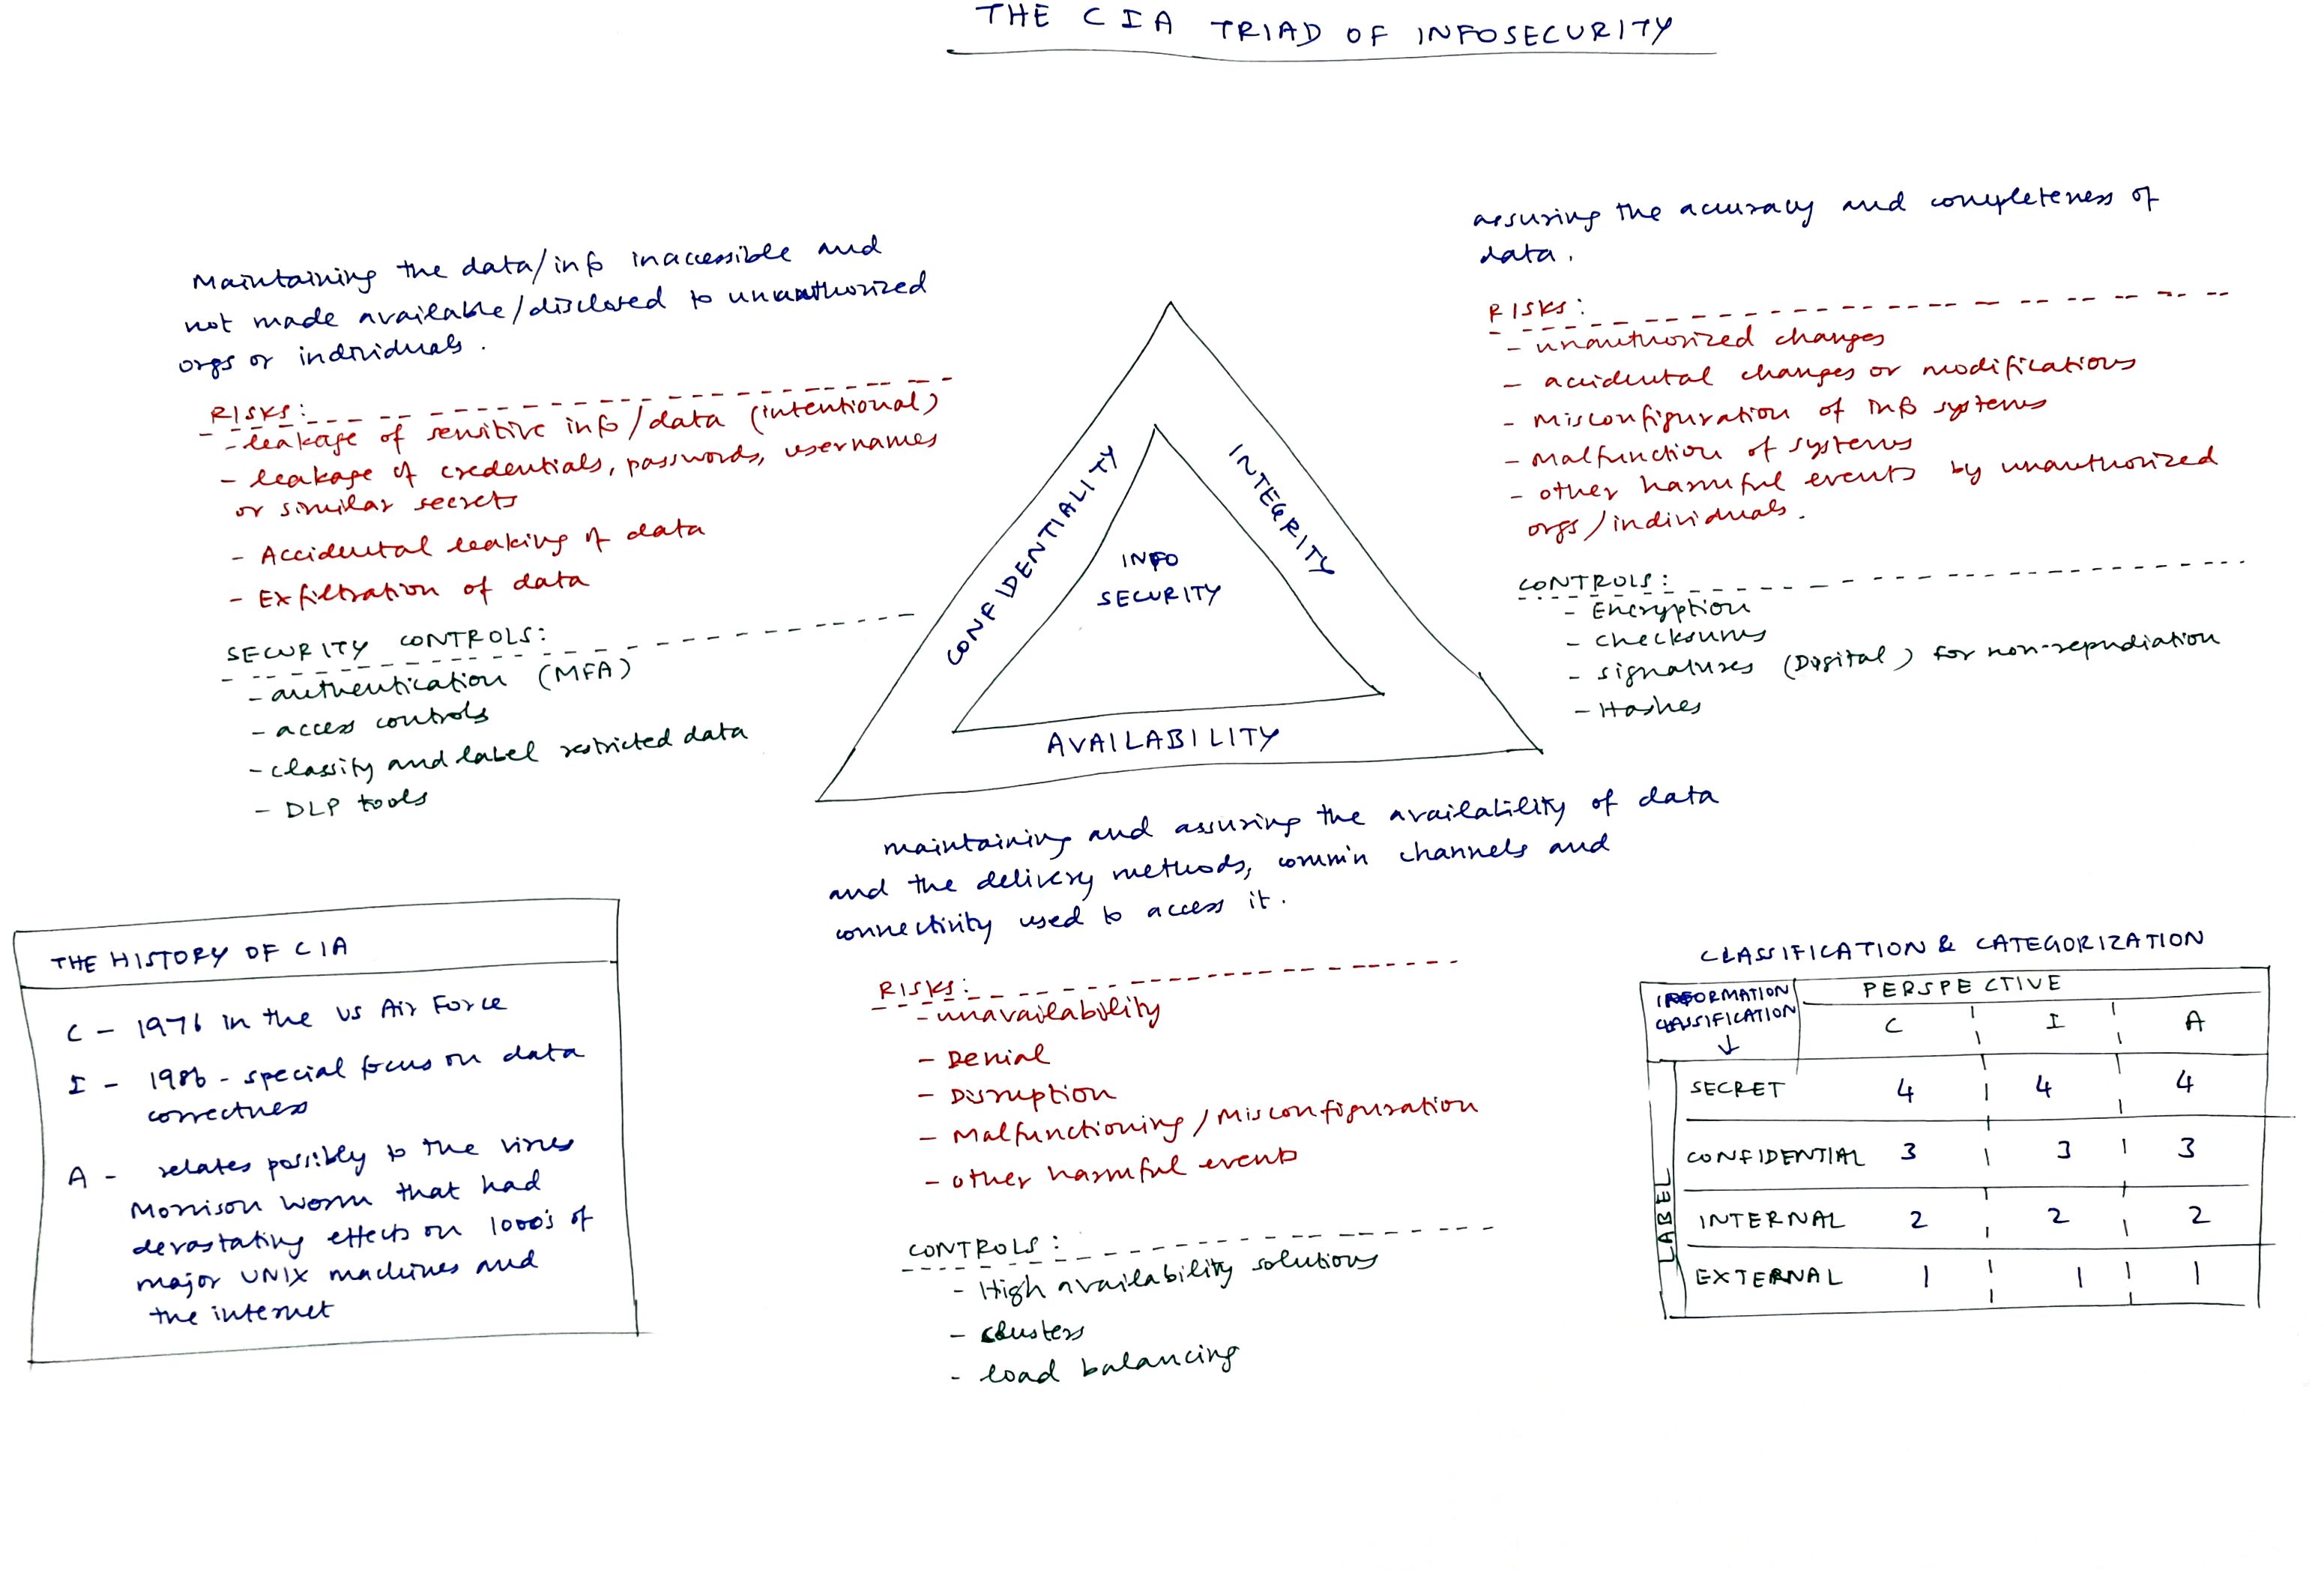 THE CIA TRIAD OF INFOSECURITY
Maintaining the data/info inaccessible and
not made available/disclosed to unauthorized
orgs or individuals.
RISKS:
- leakage of sensitive info/data (intentional)
- leakage of credentials, passwords, usernames
or similar secrets
- Accidental leaking of data
- Exfiltration of data
SECURITY CONTROLS:
- authentication (MFA)
- access controls
- classify and label restricted data
- DLP tools
CONFIDENTIALITY
INTEGRITY
INFO
SECURITY
AVAILABILITY
assuring the accuracy and completeness of
data.
RISKS:
- unauthorized changes
- accidental changes or modifications
- Misconfiguration of info systems
- Malfunction of systems
- other harmful events by unauthorized
orgs/individuals.
CONTROLS:
- Encryption
- checksums
- signatures (Digital) for non-repudiation
- Hashes
maintaining and assuring the availability of data
and the delivery methods, comm'n channels and
connectivity used to access it.
RISKS:
- unavailability
- Denial
- Disruption
- Malfunctioning/Misconfiguration
- other harmful events
CONTROLS:
- High availability solutions
- clusters
- load balancing
THE HISTORY OF CIA
C - 1976 in the US Air Force
I - 1986 - special focus on data
correctness
A - relates possibly to the virus
Morrison worm that had
devastating effects on 1000's of
major UNIX machines and
the internet
CLASSIFICATION & CATEGORIZATION
INFORMATION
CLASSIFICATION
PERSPECTIVE
C I A
LABEL
SECRET 4 4 4
CONFIDENTIAL 3 3 3
INTERNAL 2 2 2
EXTERNAL 1 1 1